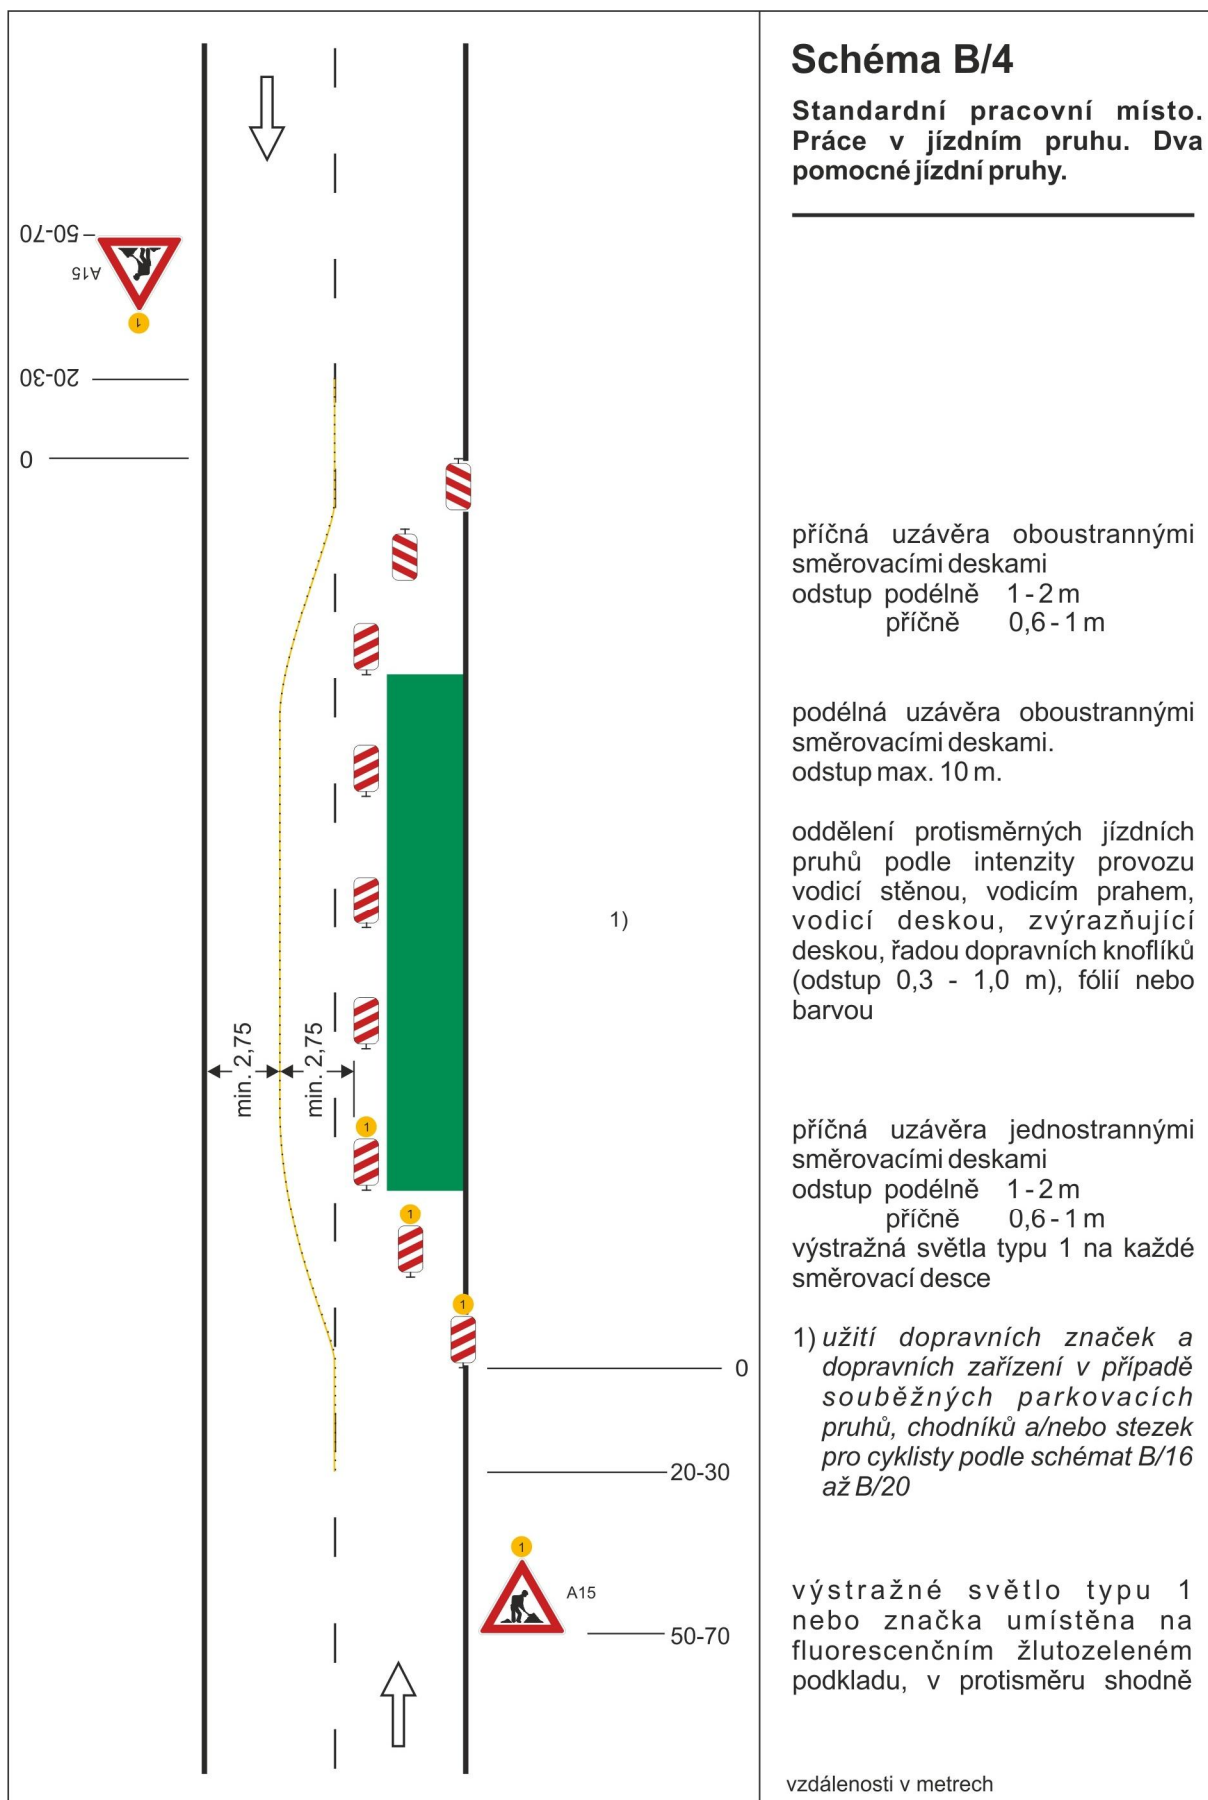 Schéma B/4
Standardní pracovní místo.
Práce v jízdním pruhu. Dva
pomocné jízdní pruhy.
50-70
A15
1
20-30
0
příčná uzávěra oboustrannými
směrovacími deskami
odstup podélně 1 - 2 m
příčně 0,6 - 1 m
podélná uzávěra oboustrannými
směrovacími deskami.
odstup max. 10 m.
oddělení protisměrných jízdních
pruhů podle intenzity provozu
vodicí stěnou, vodicím prahem,
vodicí deskou, zvýrazňující
deskou, řadou dopravních knoflíků
(odstup 0,3 - 1,0 m), fólií nebo
barvou
1)
min. 2,75
min. 2,75
1
1
1
příčná uzávěra jednostrannými
směrovacími deskami
odstup podélně 1 - 2 m
příčně 0,6 - 1 m
výstražná světla typu 1 na každé
směrovací desce
0
1) užití dopravních značek a
dopravních zařízení v případě
souběžných parkovacích
pruhů, chodníků a/nebo stezek
pro cyklisty podle schémat B/16
až B/20
20-30
1
A15
50-70
výstražné světlo typu 1
nebo značka umístěna na
fluorescenčním žlutozeleném
podkladu, v protisměru shodně
vzdálenosti v metrech